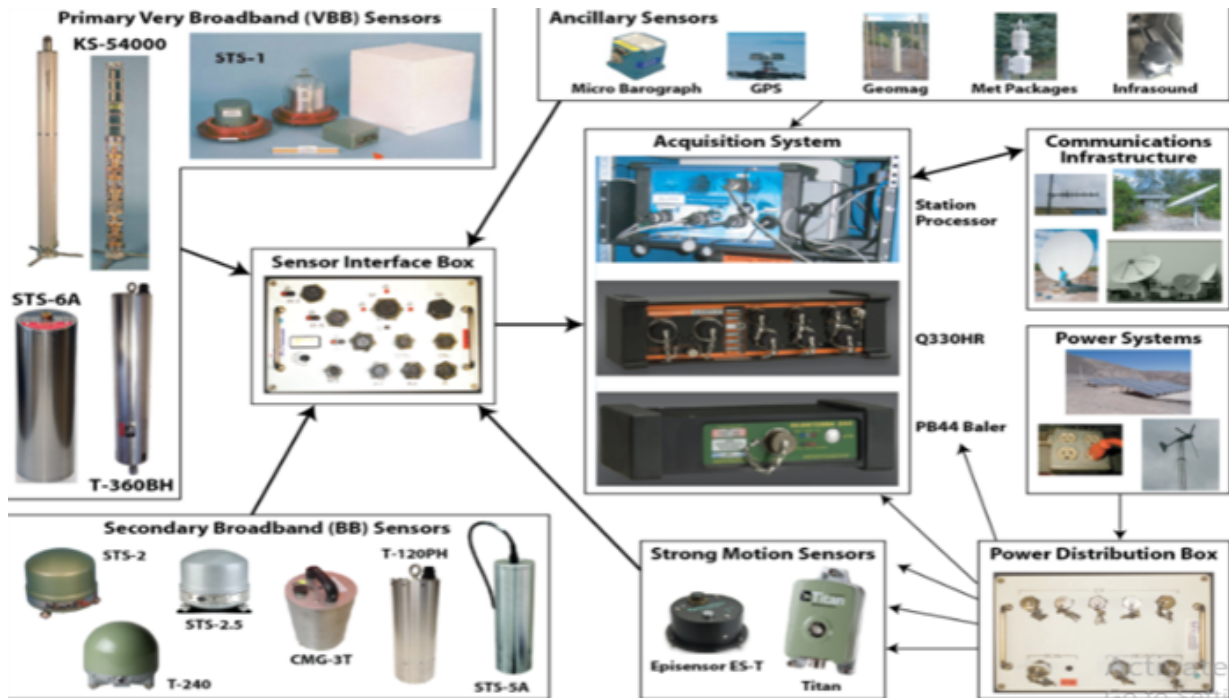 Primary Very Broadband (VBB) Sensors
KS-54000
STS-1
STS-6A
T-360BH
Ancillary Sensors
Micro Barograph
GPS
Geomag
Met Packages
Infrasound
Acquisition System
Station
Processor
Q330HR
PB44 Baler
Communications
Infrastructure
Sensor Interface Box
Power Systems
Secondary Broadband (BB) Sensors
STS-2
STS-2.5
T-240
CMG-3T
T-120PH
STS-5A
Strong Motion Sensors
Episensor ES-T
Titan
Titan
Power Distribution Box